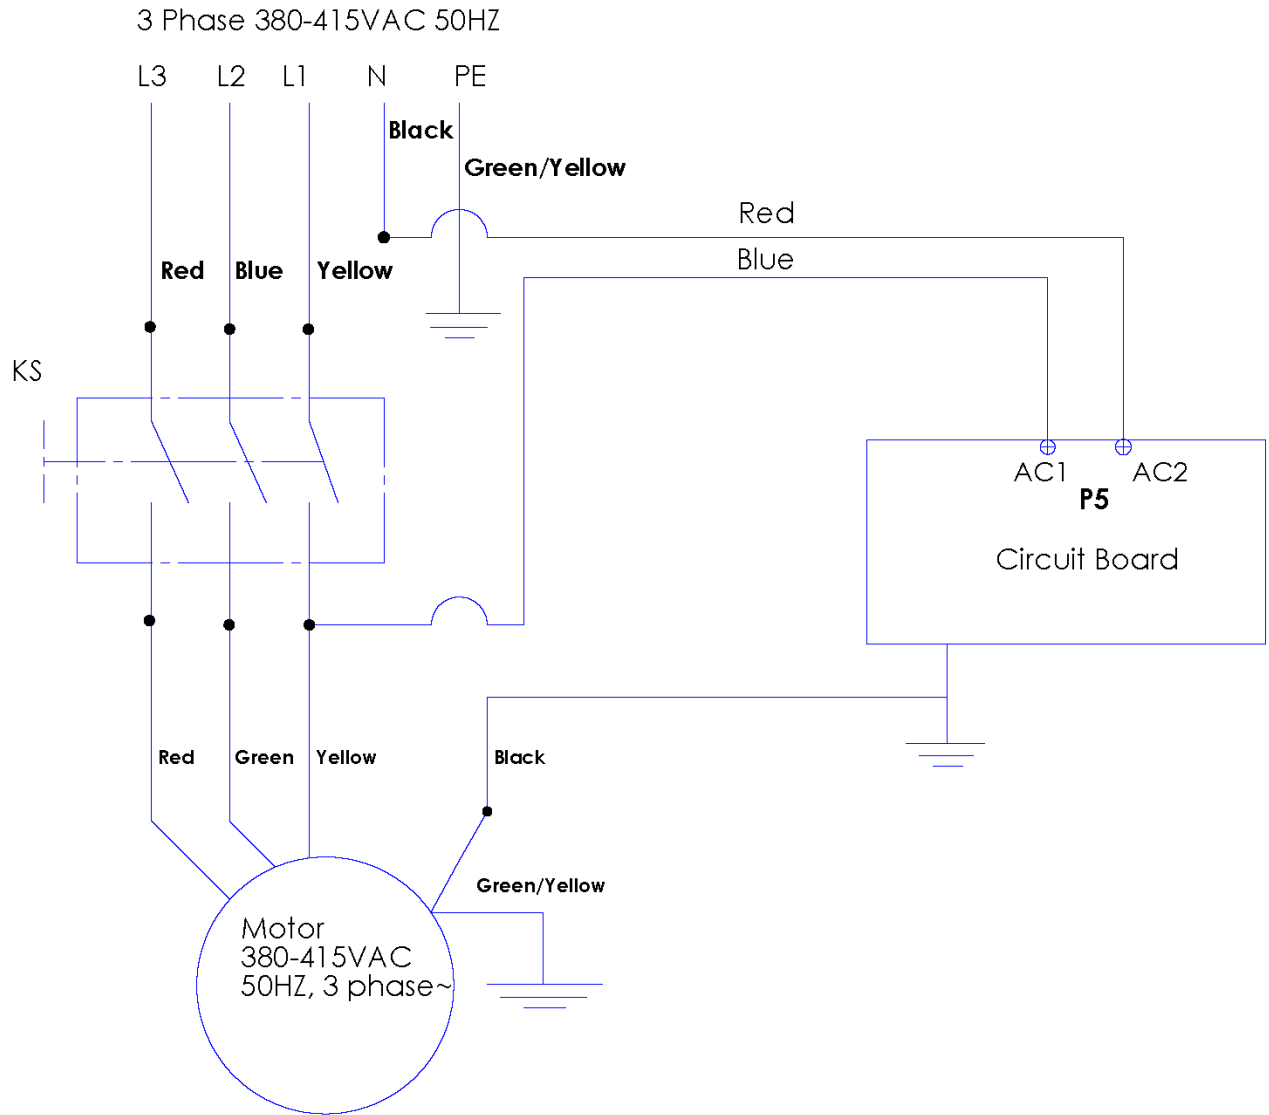 3 Phase 380-415VAC 50HZ
L3 L2 L1 N PE
Black
Green/Yellow
Red
Blue
Red Blue Yellow
KS
AC1 AC2
P5
Circuit Board
Red Green Yellow Black
Green/Yellow
Motor
380-415VAC
50HZ, 3 phase~